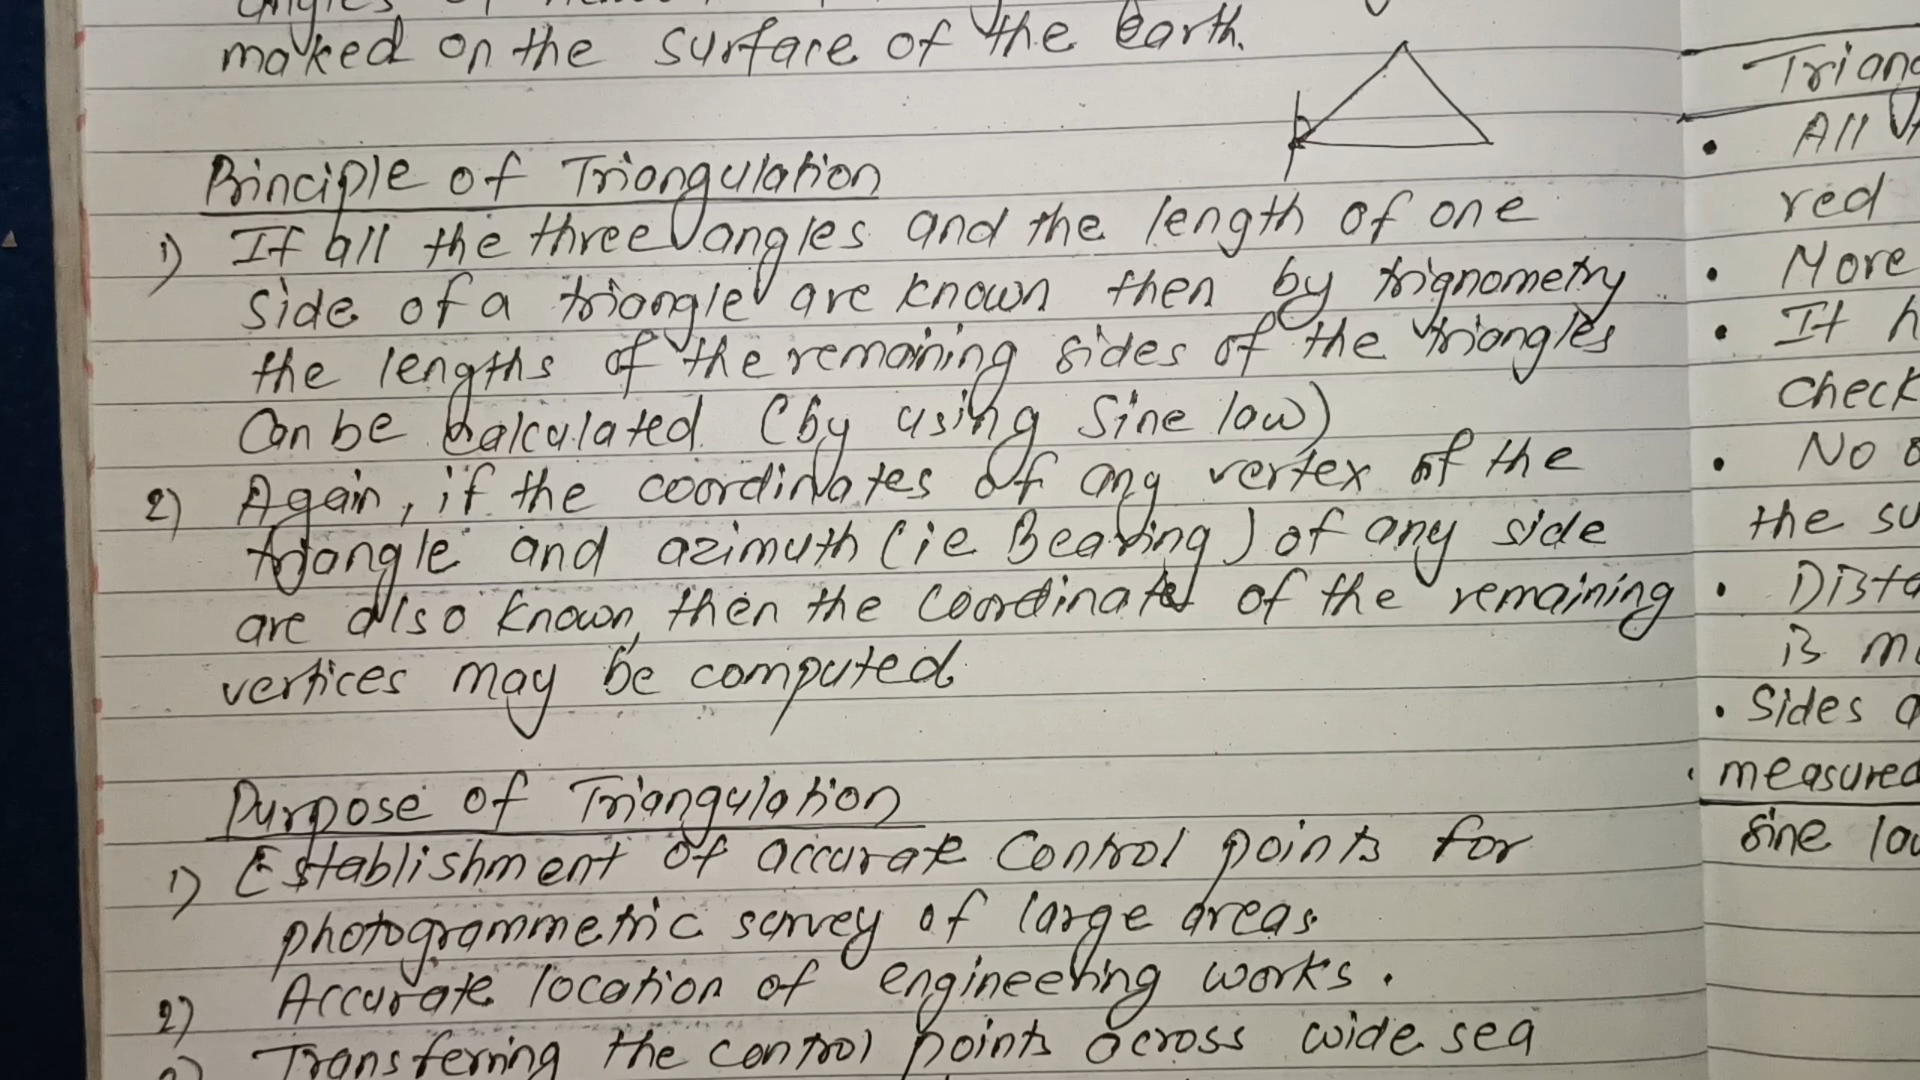 maked on the surface of the Earth.
Principle of Triangulation
1) If all the three angles and the length of one
side of a triangle are known then by trignometry
the lengths of the remaining sides of the triangles
Can be calculated (by using Sine law)
2) Again, if the coordinates of any vertex of the
triangle and azimuth (ie Bearing) of any side
are also known, then the Coordinates of the remaining
vertices may be computed.
Purpose of Triangulation
1) Establishment of accurate Control points for
photogrammetric survey of large areas.
2) Accurate location of engineering works.
Transferring the control points across wide sea
Triang
• All
red
• More
• It h
check
• No o
the su
• Dista
is m
• Sides a
measured
sine law